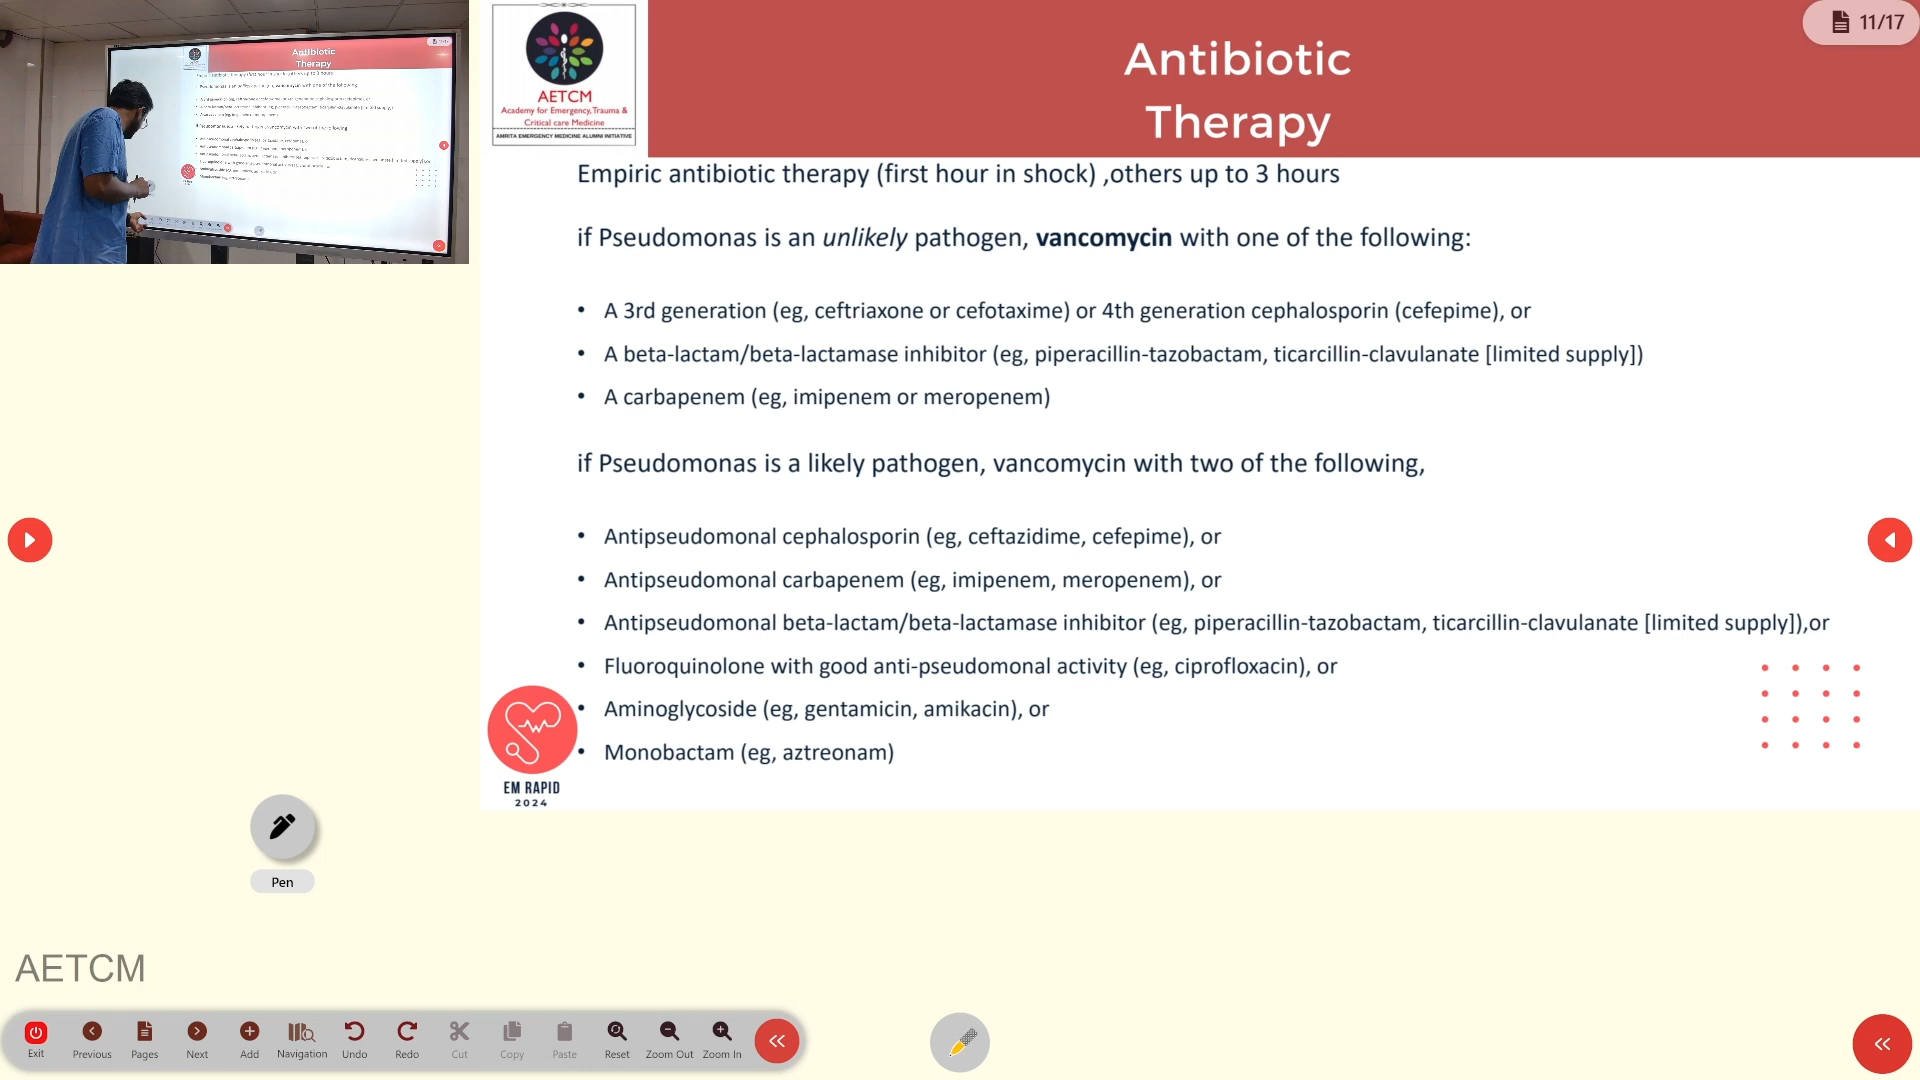 Antibiotic
Therapy
11/17
AETCM
Academy for Emergency, Trauma &
Critical care Medicine
AMRITA EMERGENCY MEDICINE ALUMNI INITIATIVE
Empiric antibiotic therapy (first hour in shock) ,others up to 3 hours
if Pseudomonas is an unlikely pathogen, vancomycin with one of the following:
• A 3rd generation (eg, ceftriaxone or cefotaxime) or 4th generation cephalosporin (cefepime), or
• A beta-lactam/beta-lactamase inhibitor (eg, piperacillin-tazobactam, ticarcillin-clavulanate [limited supply])
• A carbapenem (eg, imipenem or meropenem)
if Pseudomonas is a likely pathogen, vancomycin with two of the following,
• Antipseudomonal cephalosporin (eg, ceftazidime, cefepime), or
• Antipseudomonal carbapenem (eg, imipenem, meropenem), or
• Antipseudomonal beta-lactam/beta-lactamase inhibitor (eg, piperacillin-tazobactam, ticarcillin-clavulanate [limited supply]),or
• Fluoroquinolone with good anti-pseudomonal activity (eg, ciprofloxacin), or
• Aminoglycoside (eg, gentamicin, amikacin), or
• Monobactam (eg, aztreonam)
EM RAPID
2024
Pen
AETCM
Exit Previous Pages Next Add Navigation Undo Redo Cut Copy Paste Reset Zoom Out Zoom In
Antibiotic
Therapy